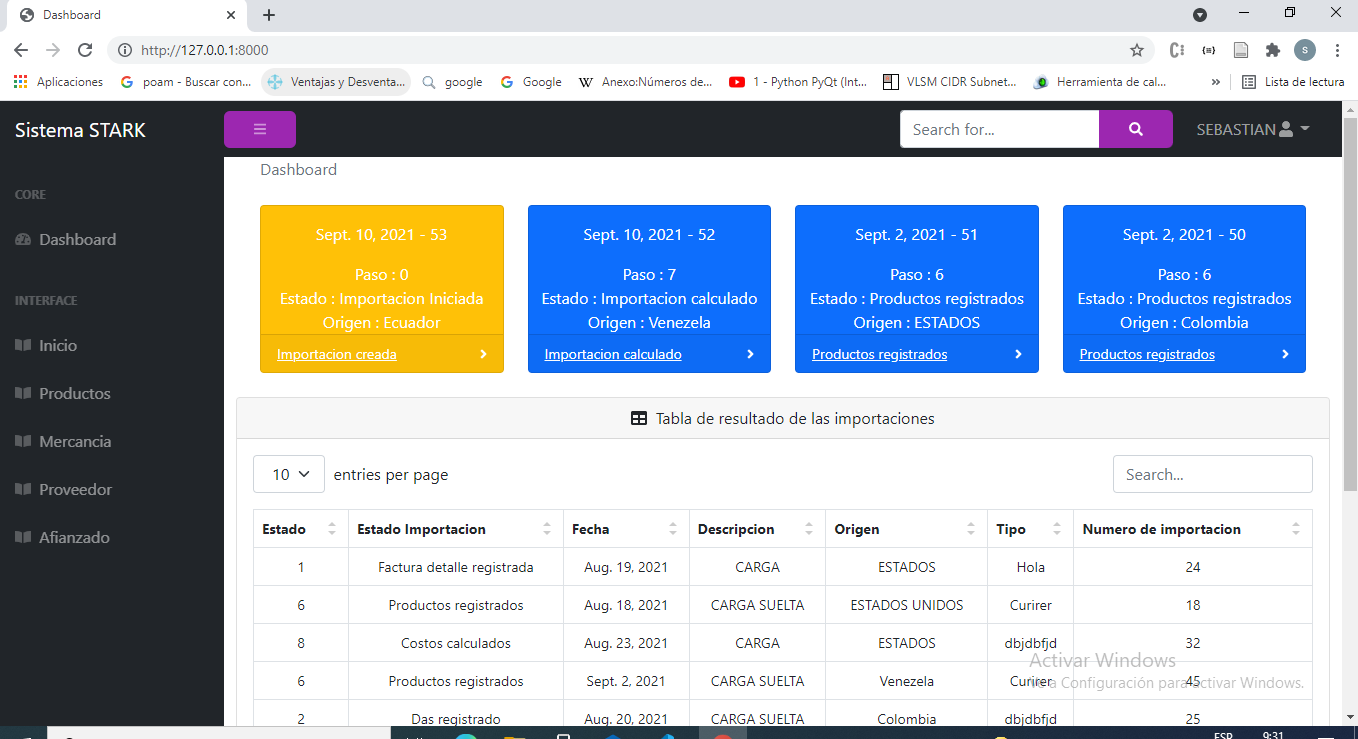 Dashboard
http://127.0.0.1:8000
S
Aplicaciones poam - Buscar con... Ventajas y Desventa... google Google Anexo:Números de... 1 - Python PyQt (Int... VLSM CIDR Subnet... Herramienta de cal... » Lista de lectura
Sistema STARK Search for... SEBASTIAN
Dashboard
CORE
Dashboard
INTERFACE
Inicio
Productos
Mercancia
Proveedor
Afianzado
Sept. 10, 2021 - 53
Paso : 0
Estado : Importacion Iniciada
Origen : Ecuador
Importacion creada
Sept. 10, 2021 - 52
Paso : 7
Estado : Importacion calculado
Origen : Venezela
Importacion calculado
Sept. 2, 2021 - 51
Paso : 6
Estado : Productos registrados
Origen : ESTADOS
Productos registrados
Sept. 2, 2021 - 50
Paso : 6
Estado : Productos registrados
Origen : Colombia
Productos registrados
Tabla de resultado de las importaciones
10 entries per page Search...
Estado Estado Importacion Fecha Descripcion Origen Tipo Numero de importacion
1 Factura detalle registrada Aug. 19, 2021 CARGA ESTADOS Hola 24
6 Productos registrados Aug. 18, 2021 CARGA SUELTA ESTADOS UNIDOS Curirer 18
8 Costos calculados Aug. 23, 2021 CARGA ESTADOS dbjdbfjd 32
6 Productos registrados Sept. 2, 2021 CARGA SUELTA Venezela Curirer 45
2 Das registrado Aug. 20, 2021 CARGA SUELTA Colombia dbjdbfjd 25
Activar Windows
Ve a Configuración para activar Windows.
ESP 9:31